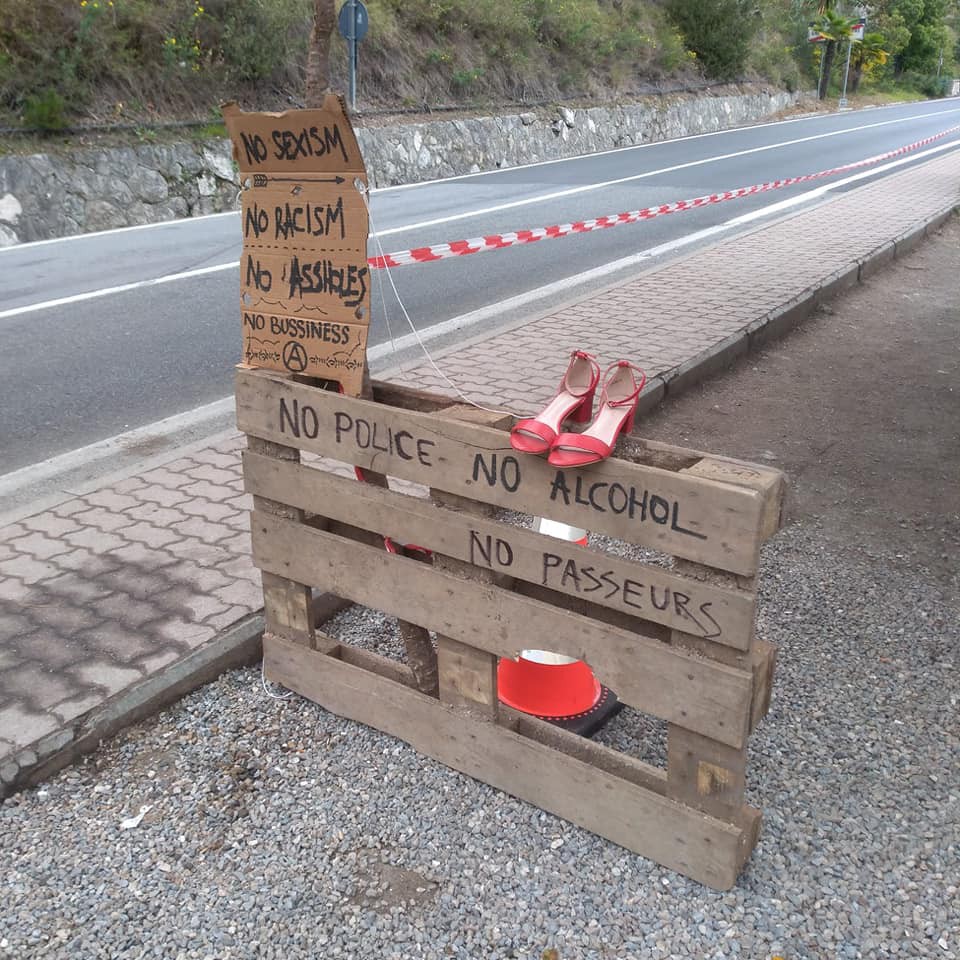 NO SEXISM
NO RACISM
NO ASSHOLES
NO BUSSINESS
A
NO POLICE
NO ALCOHOL
NO PASSEURS